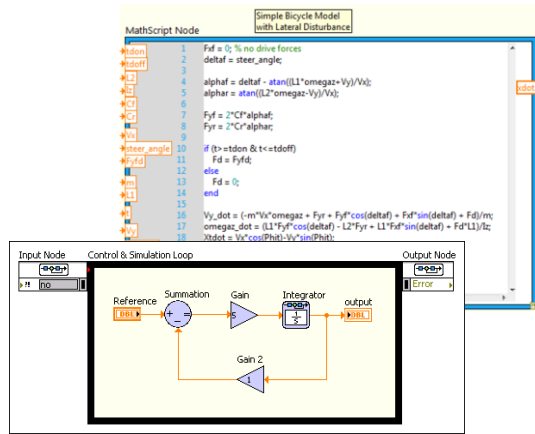 Simple Bicycle Model
with Lateral Disturbance
MathScript Node
tdon
tdoff
L2
Iz
Cf
Cr
Vx
steer_angle
Fyfd
m
L1
t
Vy
xdot
1 Fxf = 0; % no drive forces
2 deltaf = steer_angle;
3
4 alphaf = deltaf - atan((L1*omegaz+Vy)/Vx);
5 alphar = atan((L2*omegaz-Vy)/Vx);
6
7 Fyf = 2*Cf*alphaf;
8 Fyr = 2*Cr*alphar;
9
10 if (t>=tdon & t<=tdoff)
11 Fd = Fyfd;
12 else
13 Fd = 0;
14 end
15
16 Vy_dot = (-m*Vx*omegaz + Fyr + Fyf*cos(deltaf) + Fxf*sin(deltaf) + Fd)/m;
17 omegaz_dot = (L1*Fyf*cos(deltaf) - L2*Fyr + L1*Fxf*sin(deltaf) + Fd*L1)/Iz;
18 Xtdot = Vx*cos(Phit)-Vy*sin(Phit);
Input Node
Control & Simulation Loop
Output Node
?! no
Error
Reference
Summation
Gain
Integrator
output
DBL
+ - =
5
1
s
DBL
Gain 2
1